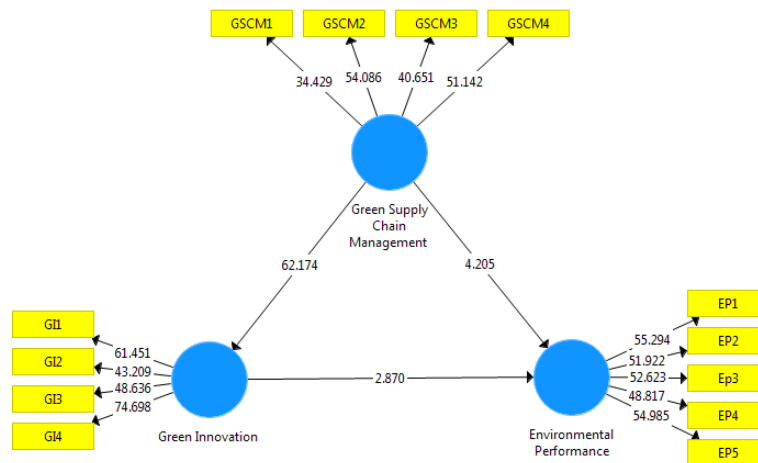 GSCM1 GSCM2 GSCM3 GSCM4
34.429 54.086 40.651 51.142
Green Supply
Chain
Management
62.174 4.205
GI1
GI2
GI3
GI4
61.451
43.209
48.636
74.698
Green Innovation
2.870
Environmental
Performance
55.294
51.922
52.623
48.817
54.985
EP1
EP2
Ep3
EP4
EP5